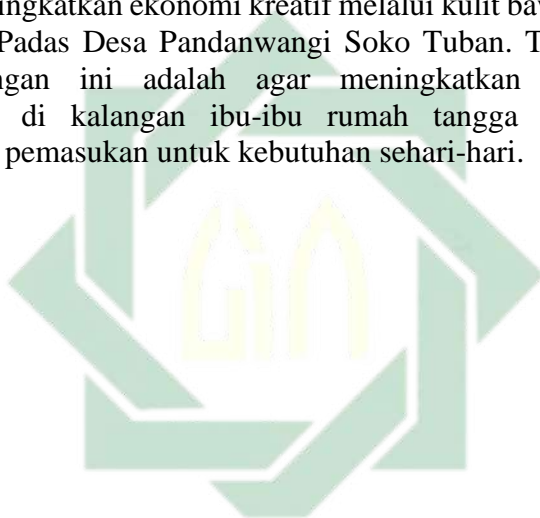 ingkatkan ekonomi kreatif melalui kulit baw
Padas Desa Pandanwangi Soko Tuban. T
ngan ini adalah agar meningkatkan
di kalangan ibu-ibu rumah tangga
pemasukan untuk kebutuhan sehari-hari.